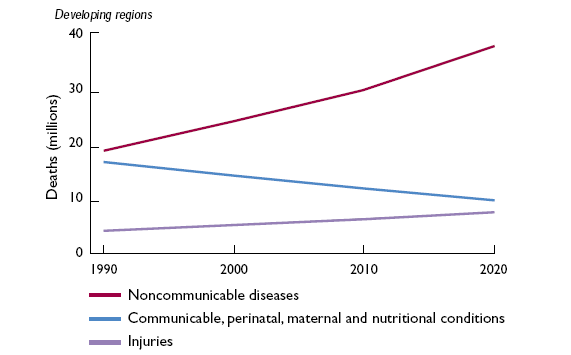 Developing regions
40
30
20
10
0
Deaths (millions)
1990 2000 2010 2020
Noncommunicable diseases
Communicable, perinatal, maternal and nutritional conditions
Injuries